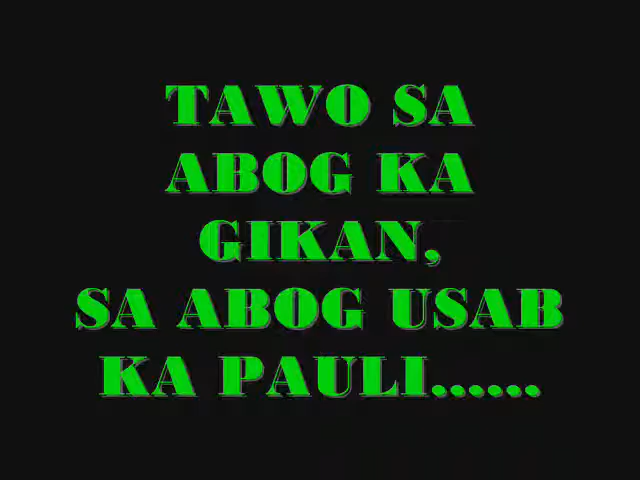 TAWO SA
ABOG KA
GIKAN,
SA ABOG USAB
KA PAULI......